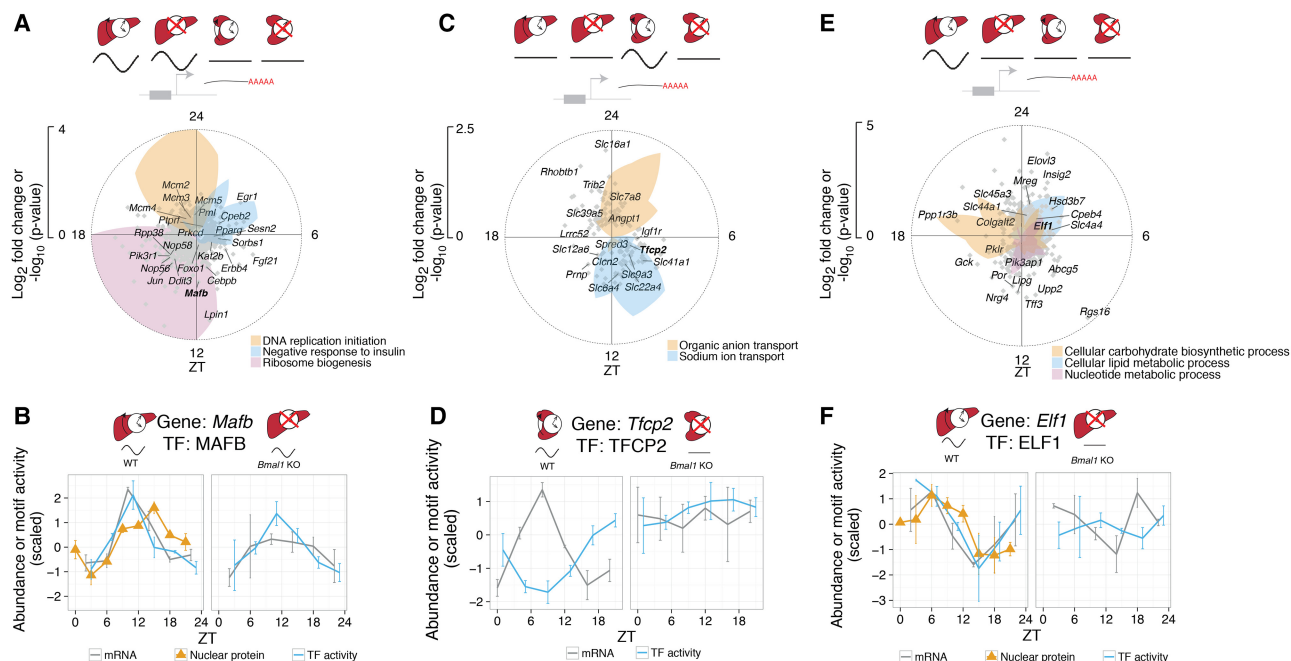 A
AAAAA
24
4
0
Log2 fold change or
-log10 (p-value)
18
6
12
ZT
Mcm2
Mcm3
Mcm4
Mcm5
Egr1
Pml
Ptprf
Cpeb2
Rpp38
Prkcd
Pparg
Sesn2
Nop58
Sorbs1
Pik3r1
Kat2b
Fgf21
Nop56
Foxo1
Erbb4
Jun
Ddit3
Cebpb
Mafb
Lpin1
DNA replication initiation
Negative response to insulin
Ribosome biogenesis
C
AAAAA
24
2.5
0
Log2 fold change or
-log10 (p-value)
18
6
12
ZT
Slc16a1
Rhobtb1
Trib2
Slc7a8
Slc39a5
Angpt1
Lrrc52
Igf1r
Spred3
Tfcp2
Slc12a6
Clcn2
Slc41a1
Prnp
Slc9a3
Slc6a4
Slc22a4
Organic anion transport
Sodium ion transport
E
AAAAA
24
5
0
Log2 fold change or
-log10 (p-value)
18
6
12
ZT
Elovl3
Mreg
Insig2
Slc45a3
Hsd3b7
Slc44a1
Ppp1r3b
Colgalt2
Cpeb4
Elf1
Slc4a4
Pklr
Gck
Pik3ap1
Por
Lipg
Abcg5
Nrg4
Upp2
Tff3
Rgs16
Cellular carbohydrate biosynthetic process
Cellular lipid metabolic process
Nucleotide metabolic process
B
Gene: Mafb
TF: MAFB
WT
Bmal1 KO
Abundance or motif activity
(scaled)
2
1
0
−1
−2
0 6 12 18 24 0 6 12 18 24
ZT
mRNA Nuclear protein TF activity
D
Gene: Tfcp2
TF: TFCP2
WT
Bmal1 KO
Abundance or motif activity
(scaled)
1
0
−1
−2
0 6 12 18 0 6 12 18
ZT
mRNA TF activity
F
Gene: Elf1
TF: ELF1
WT
Bmal1 KO
Abundance or motif activity
(scaled)
2
1
0
−1
−2
−3
0 6 12 18 24 0 6 12 18 24
ZT
mRNA Nuclear protein TF activity